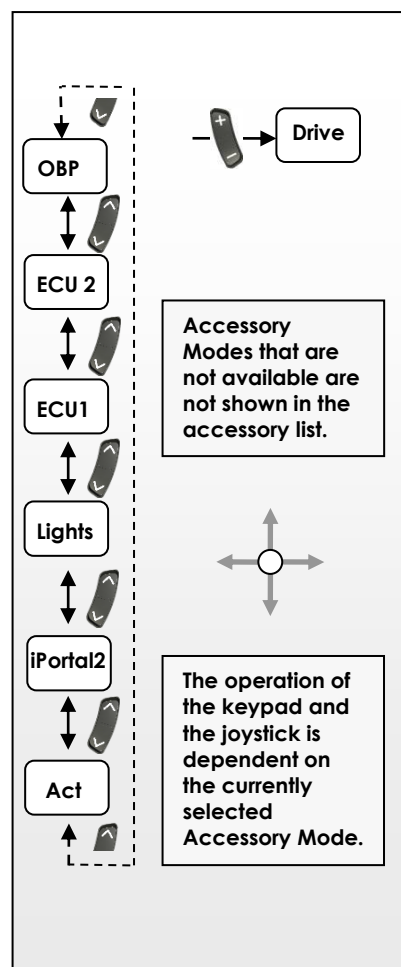 OBP
Drive
ECU 2
ECU1
Accessory
Modes that are
not available are
not shown in the
accessory list.
Lights
iPortal2
Act
The operation of
the keypad and
the joystick is
dependent on
the currently
selected
Accessory Mode.